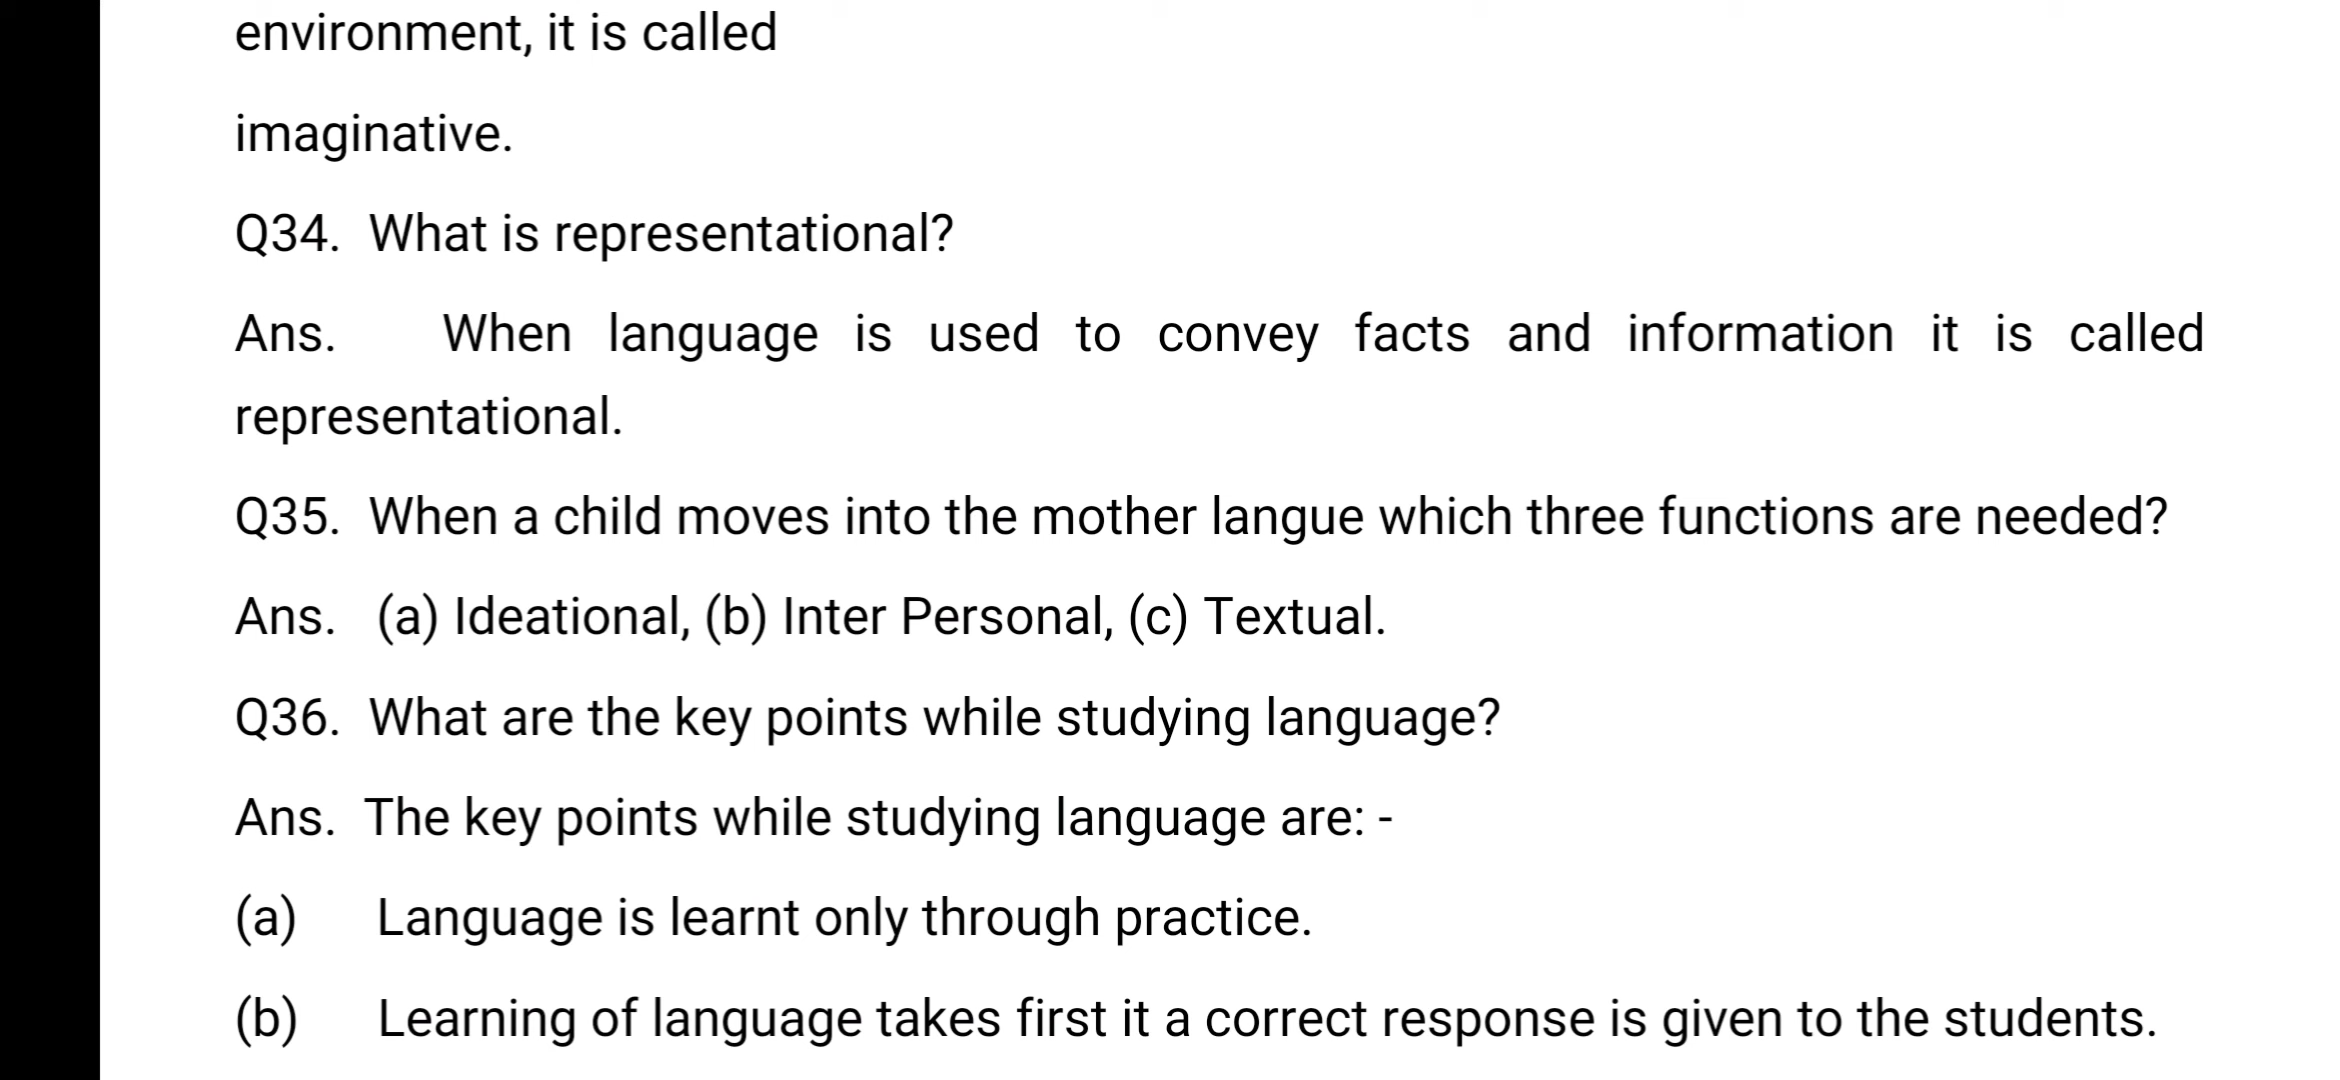 environment, it is called
imaginative.
Q34. What is representational?
Ans. When language is used to convey facts and information it is called
representational.
Q35. When a child moves into the mother langue which three functions are needed?
Ans. (a) Ideational, (b) Inter Personal, (c) Textual.
Q36. What are the key points while studying language?
Ans. The key points while studying language are: -
(a) Language is learnt only through practice.
(b) Learning of language takes first it a correct response is given to the students.